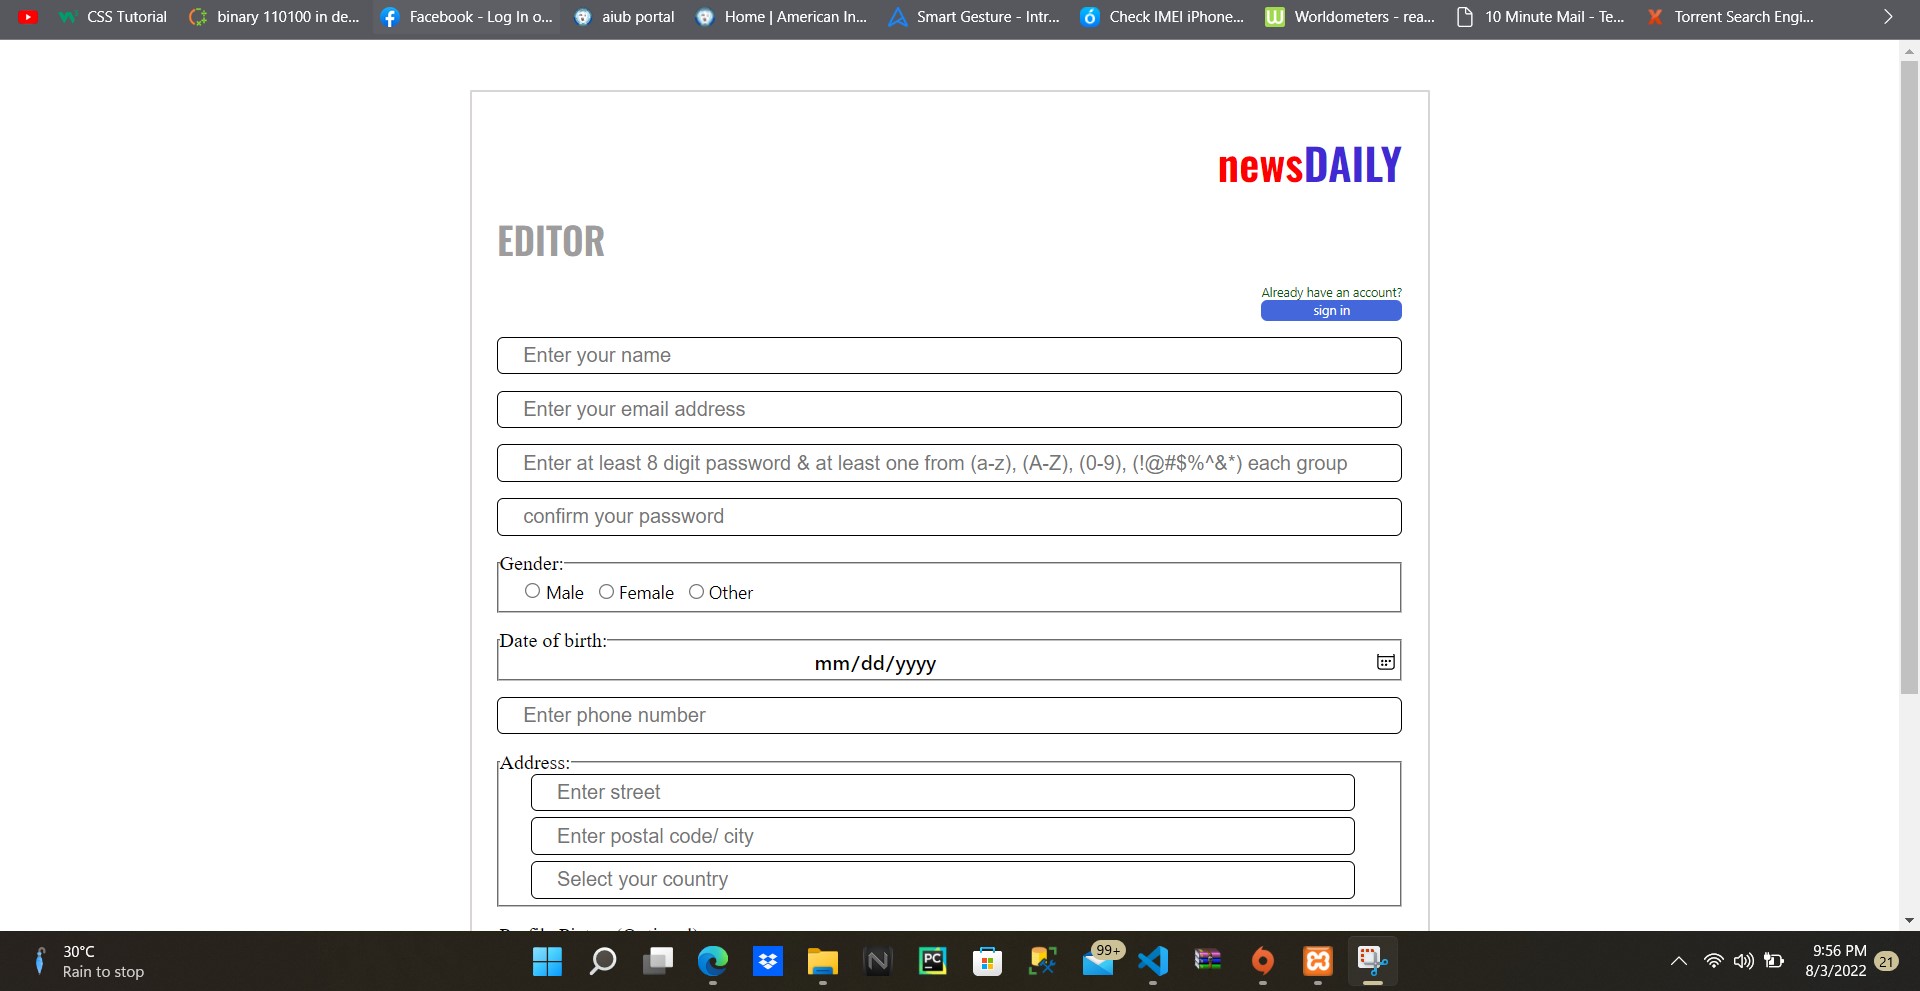 CSS Tutorial binary 110100 in de... Facebook - Log In o... aiub portal Home | American In... Smart Gesture - Intr... Check IMEI iPhone... Worldometers - rea... 10 Minute Mail - Te... Torrent Search Engi...
newsDAILY
EDITOR
Already have an account?
sign in
Enter your name
Enter your email address
Enter at least 8 digit password & at least one from (a-z), (A-Z), (0-9), (!@#$%^&*) each group
confirm your password
Gender:
Male Female Other
Date of birth:
mm/dd/yyyy
Enter phone number
Address:
Enter street
Enter postal code/ city
Select your country
30°C
Rain to stop
99+
9:56 PM
8/3/2022
21